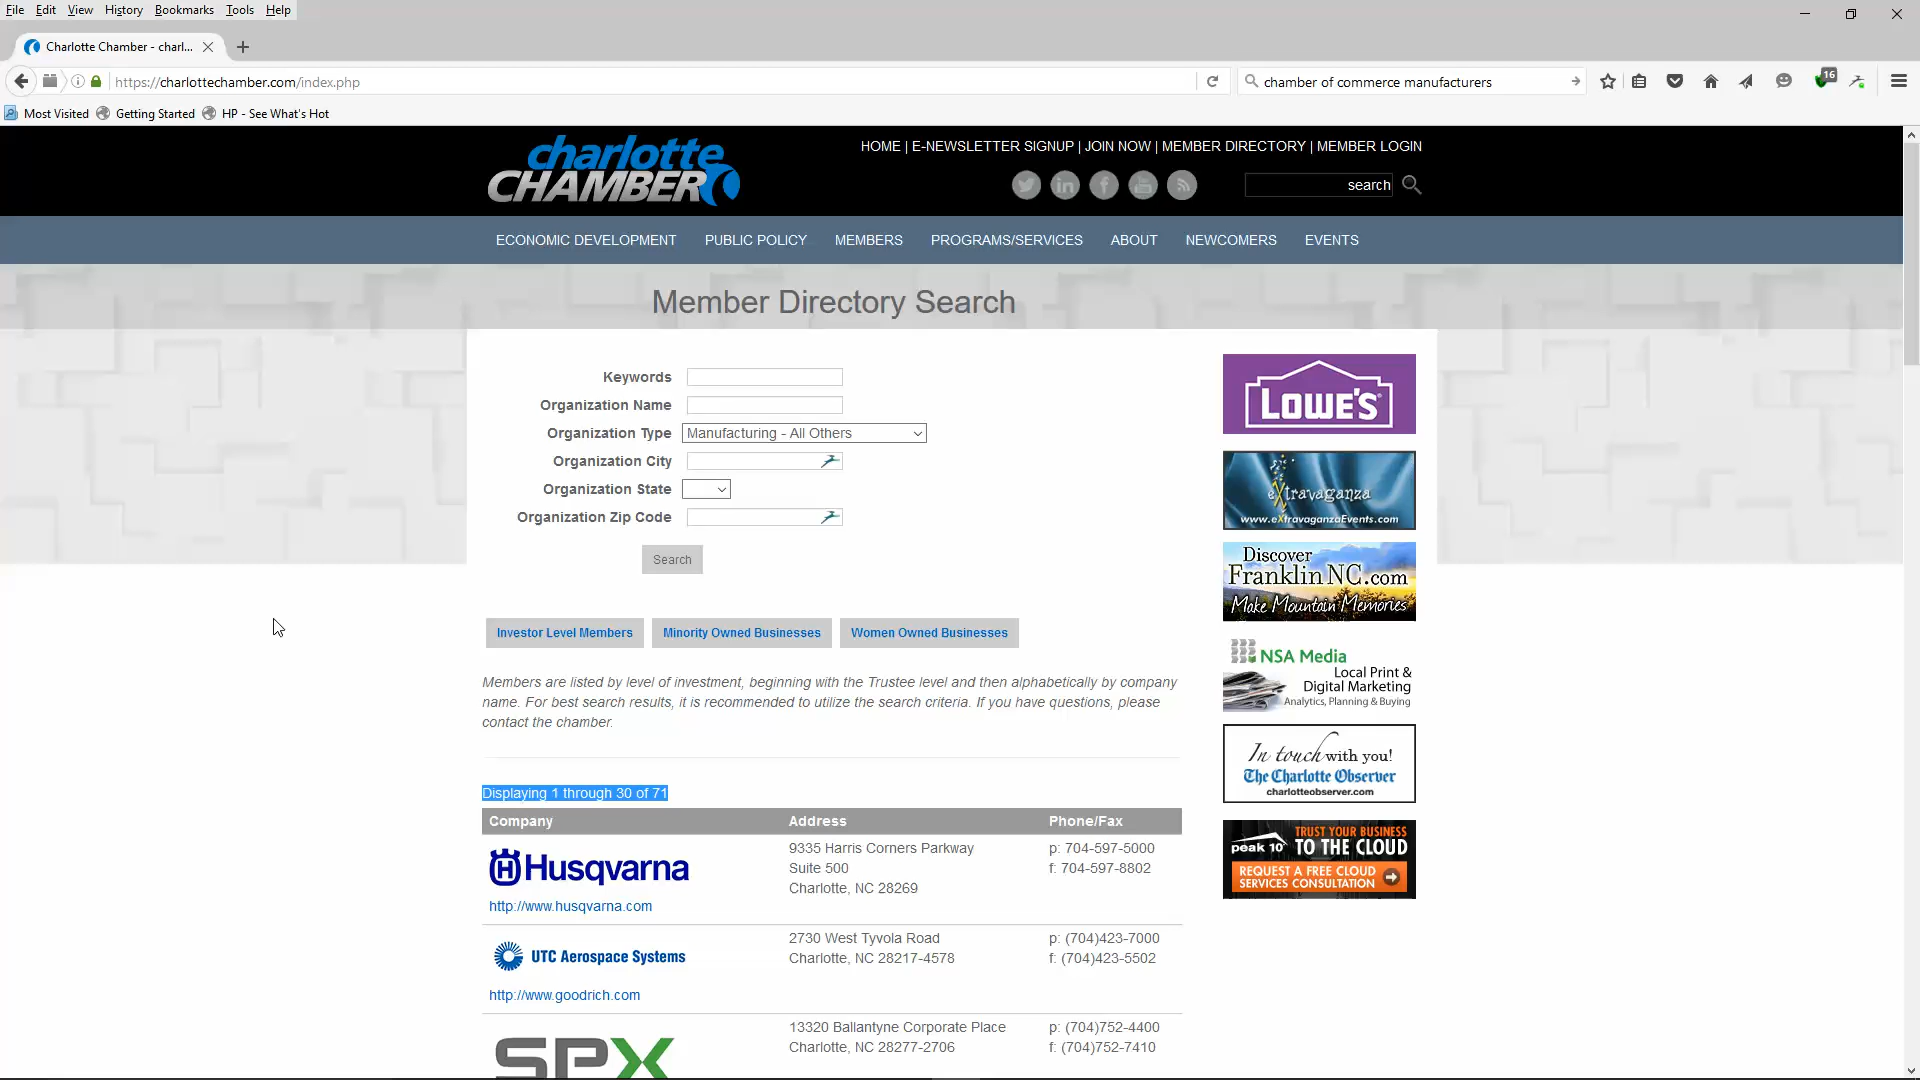 File Edit View History Bookmarks Tools Help
Charlotte Chamber - charl...
https://charlottechamber.com/index.php
chamber of commerce manufacturers
16
Most Visited Getting Started HP - See What's Hot
charlotte
CHAMBER
HOME | E-NEWSLETTER SIGNUP | JOIN NOW | MEMBER DIRECTORY | MEMBER LOGIN
search
ECONOMIC DEVELOPMENT PUBLIC POLICY MEMBERS PROGRAMS/SERVICES ABOUT NEWCOMERS EVENTS
Member Directory Search
Keywords
Organization Name
Organization Type Manufacturing - All Others
Organization City
Organization State
Organization Zip Code
Search
Investor Level Members Minority Owned Businesses Women Owned Businesses
Members are listed by level of investment, beginning with the Trustee level and then alphabetically by company
name. For best search results, it is recommended to utilize the search criteria. If you have questions, please
contact the chamber.
Displaying 1 through 30 of 71
Company Address Phone/Fax
Husqvarna
http://www.husqvarna.com
9335 Harris Corners Parkway
Suite 500
Charlotte, NC 28269
p: 704-597-5000
f: 704-597-8802
UTC Aerospace Systems
http://www.goodrich.com
2730 West Tyvola Road
Charlotte, NC 28217-4578
p: (704)423-7000
f: (704)423-5502
SPX
13320 Ballantyne Corporate Place
Charlotte, NC 28277-2706
p: (704)752-4400
f: (704)752-7410
LOWE'S
eXtravaganza
www.eXtravaganzaEvents.com
Discover
Franklin NC.com
Make Mountain Memories
NSA Media
Local Print &
Digital Marketing
Analytics, Planning & Buying
In touch with you!
The Charlotte Observer
charlotteobserver.com
peak 10
TRUST YOUR BUSINESS
TO THE CLOUD
REQUEST A FREE CLOUD
SERVICES CONSULTATION